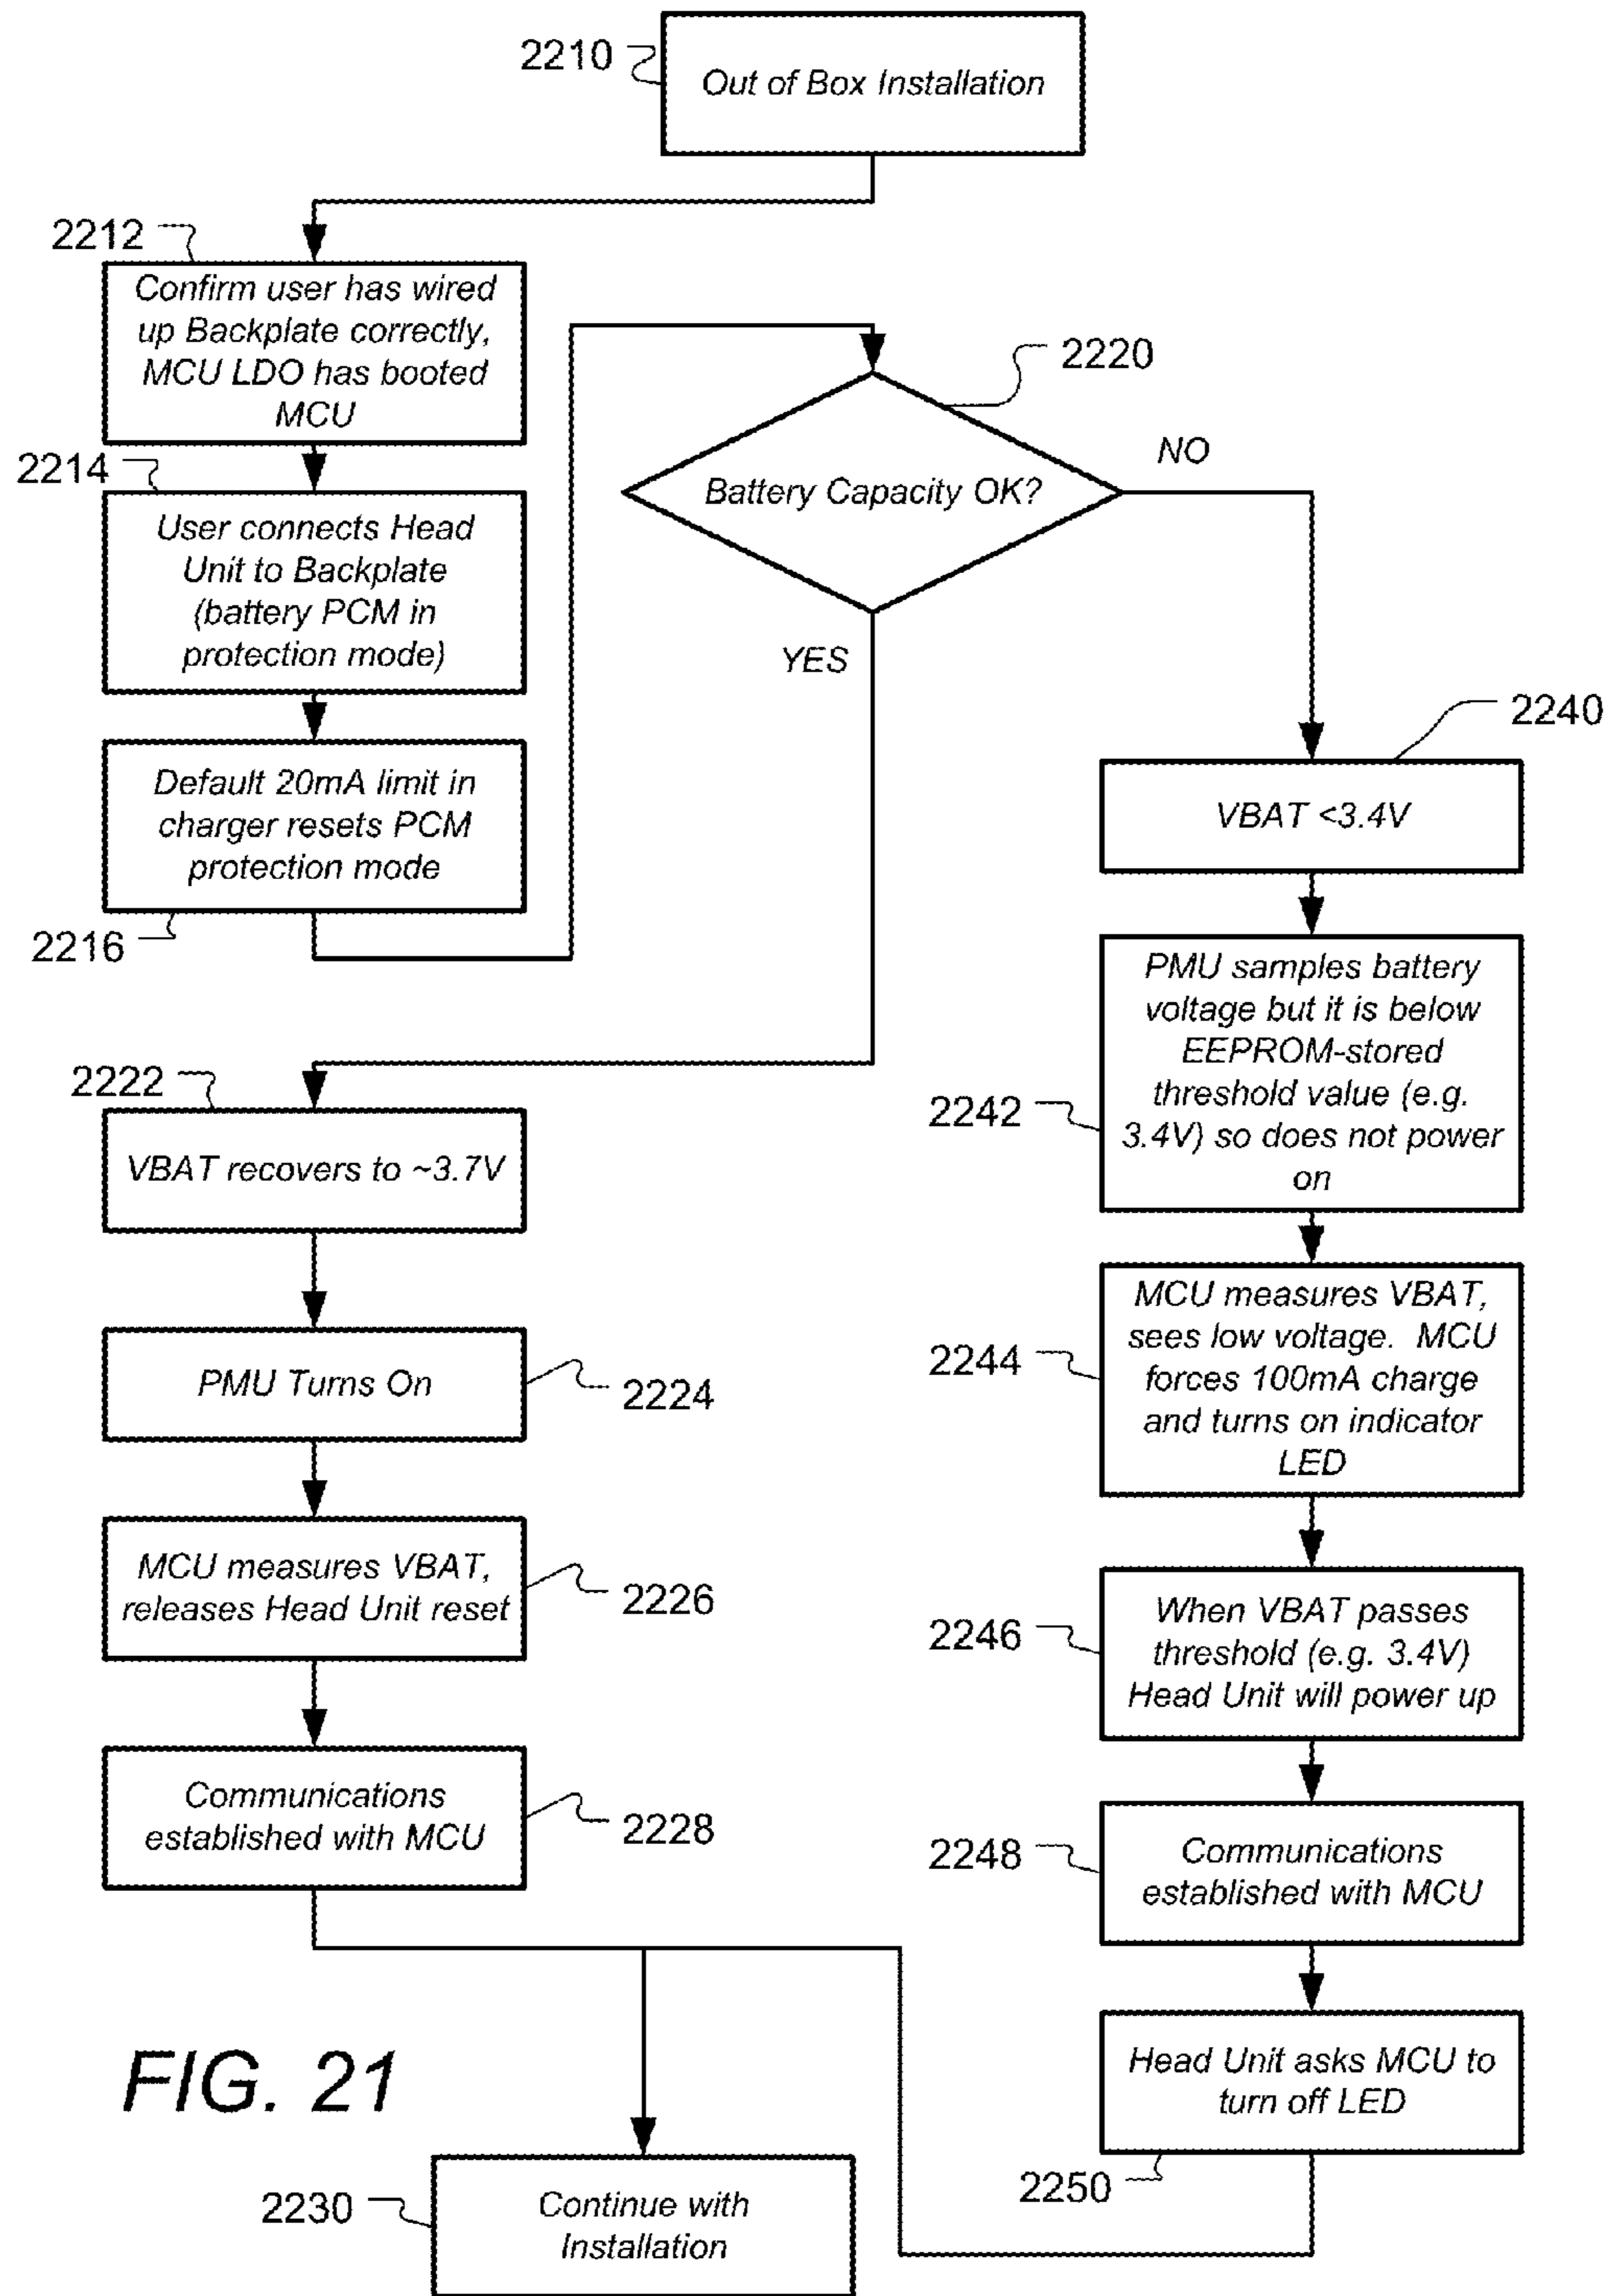 2210
Out of Box Installation
2212
Confirm user has wired
up Backplate correctly,
MCU LDO has booted
MCU
2214
User connects Head
Unit to Backplate
(battery PCM in
protection mode)
Default 20mA limit in
charger resets PCM
protection mode
2216
2220
Battery Capacity OK?
NO
YES
2222
VBAT recovers to ~3.7V
PMU Turns On
2224
MCU measures VBAT,
releases Head Unit reset
2226
Communications
established with MCU
2228
2240
VBAT <3.4V
PMU samples battery
voltage but it is below
EEPROM-stored
threshold value (e.g.
3.4V) so does not power
on
2242
MCU measures VBAT,
sees low voltage. MCU
forces 100mA charge
and turns on indicator
LED
2244
When VBAT passes
threshold (e.g. 3.4V)
Head Unit will power up
2246
Communications
established with MCU
2248
Head Unit asks MCU to
turn off LED
2250
2230
Continue with
Installation
FIG. 21